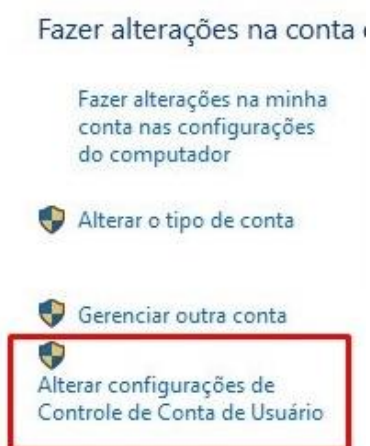 Fazer alterações na conta
Fazer alterações na minha
conta nas configurações
do computador
Alterar o tipo de conta
Gerenciar outra conta
Alterar configurações de
Controle de Conta de Usuário